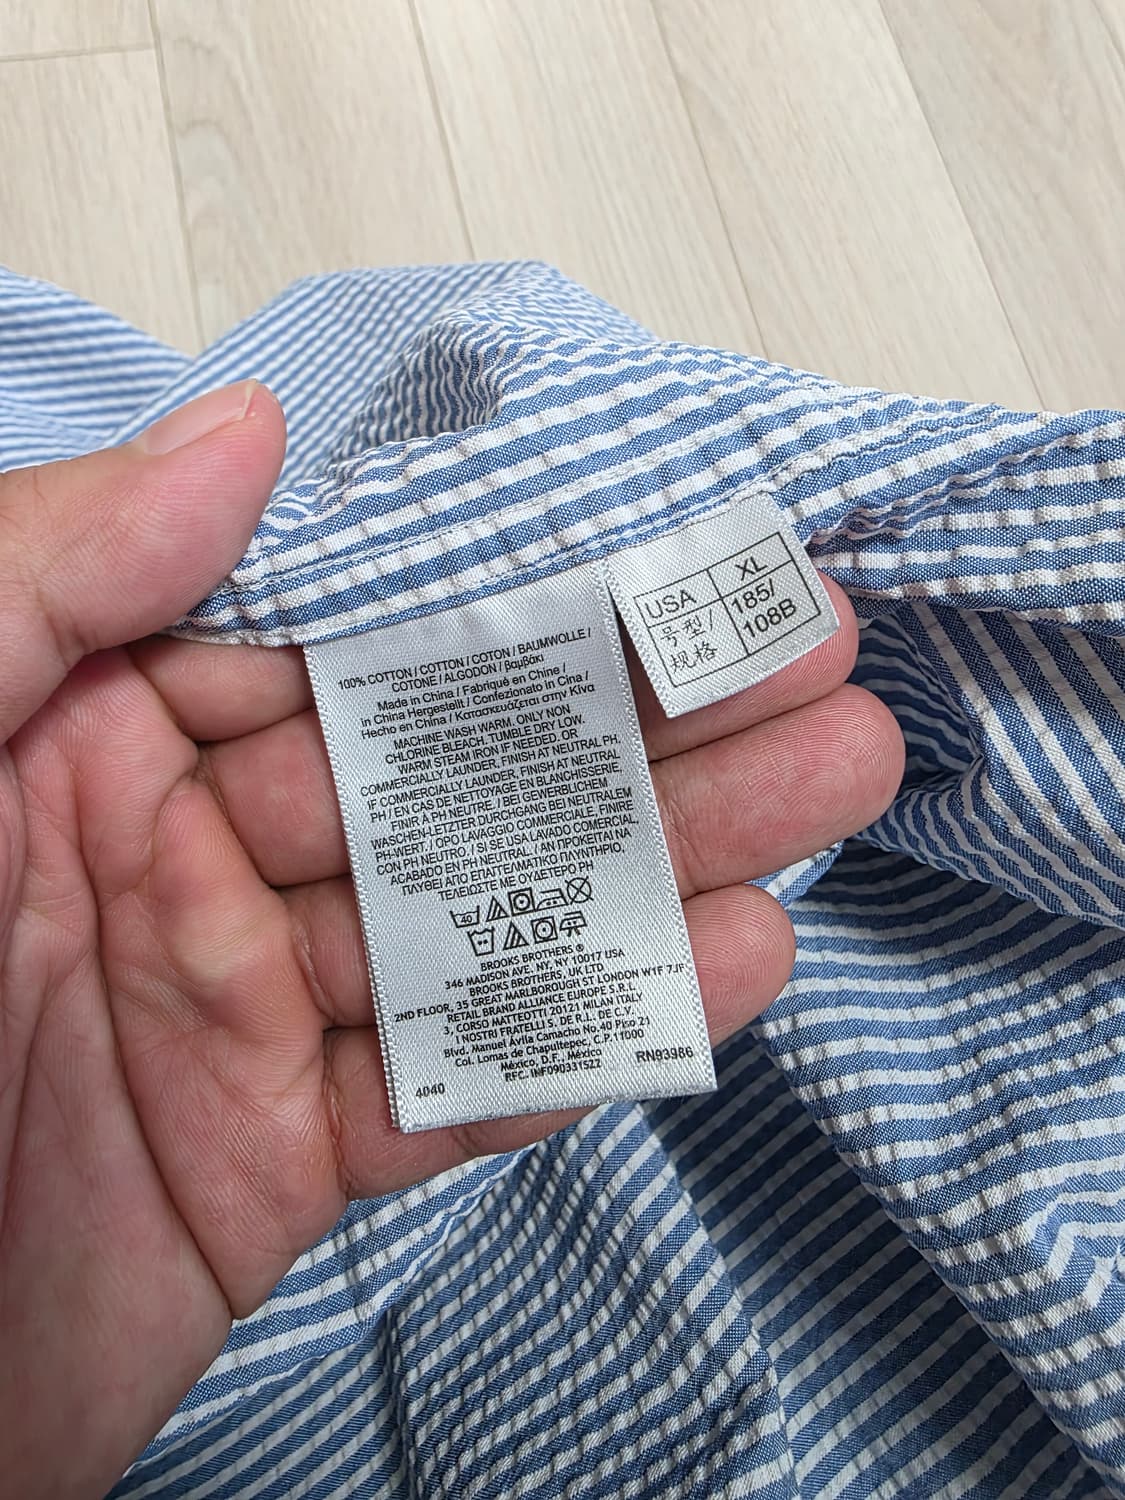 100% COTTON / COTTON / COTON / BAUMWOLLE /
COTONE / ALGODON / βαμβάκι
Made in China / Fabriqué en Chine /
in China Hergestellt / Confezionato in Cina /
Hecho en China / Κατασκευάζεται στην Κίνα
MACHINE WASH WARM. ONLY NON
CHLORINE BLEACH. TUMBLE DRY LOW.
WARM STEAM IRON IF NEEDED. OR
COMMERCIALLY LAUNDER, FINISH AT NEUTRAL PH.
IF COMMERCIALLY LAUNDER, FINISH AT NEUTRAL
PH / EN CAS DE NETTOYAGE EN BLANCHISSERIE,
FINIR À PH NEUTRE. / BEI GEWERBLICHEM
WASCHEN-LETZTER DURCHGANG BEI NEUTRALEM
PH-WERT. / OPO LAVAGGIO COMMERCIALE, FINIRE
CON PH NEUTRO. / SI SE USA LAVADO COMERCIAL,
ACABADO EN PH NEUTRAL. / ΑΝ ΠΡΟΚΕΙΤΑΙ ΝΑ
ΠΛΥΘΕΙ ΑΠΟ ΕΠΑΓΓΕΛΜΑΤΙΚΟ ΠΛΥΝΤΗΡΙΟ,
ΤΕΛΕΙΩΣΤΕ ΜΕ ΟΥΔΕΤΕΡΟ PH
40
BROOKS BROTHERS ®
346 MADISON AVE. NY, NY 10017 USA
BROOKS BROTHERS, UK LTD
2ND FLOOR, 35 GREAT MARLBOROUGH ST LONDON W1F 7JF
RETAIL BRAND ALLIANCE EUROPE S.R.L.
3, CORSO MATTEOTTI 20121 MILAN ITALY
I NOSTRI FRATELLI S. DE R.L. DE C.V.
Blvd. Manuel Ávila Camacho No.40 Piso 21
Col. Lomas de Chapultepec, C.P. 11000
México, D.F., México
RFC. INF090331SZ2
4040 RN93986
USA XL
号型/ 185/
规格 108B